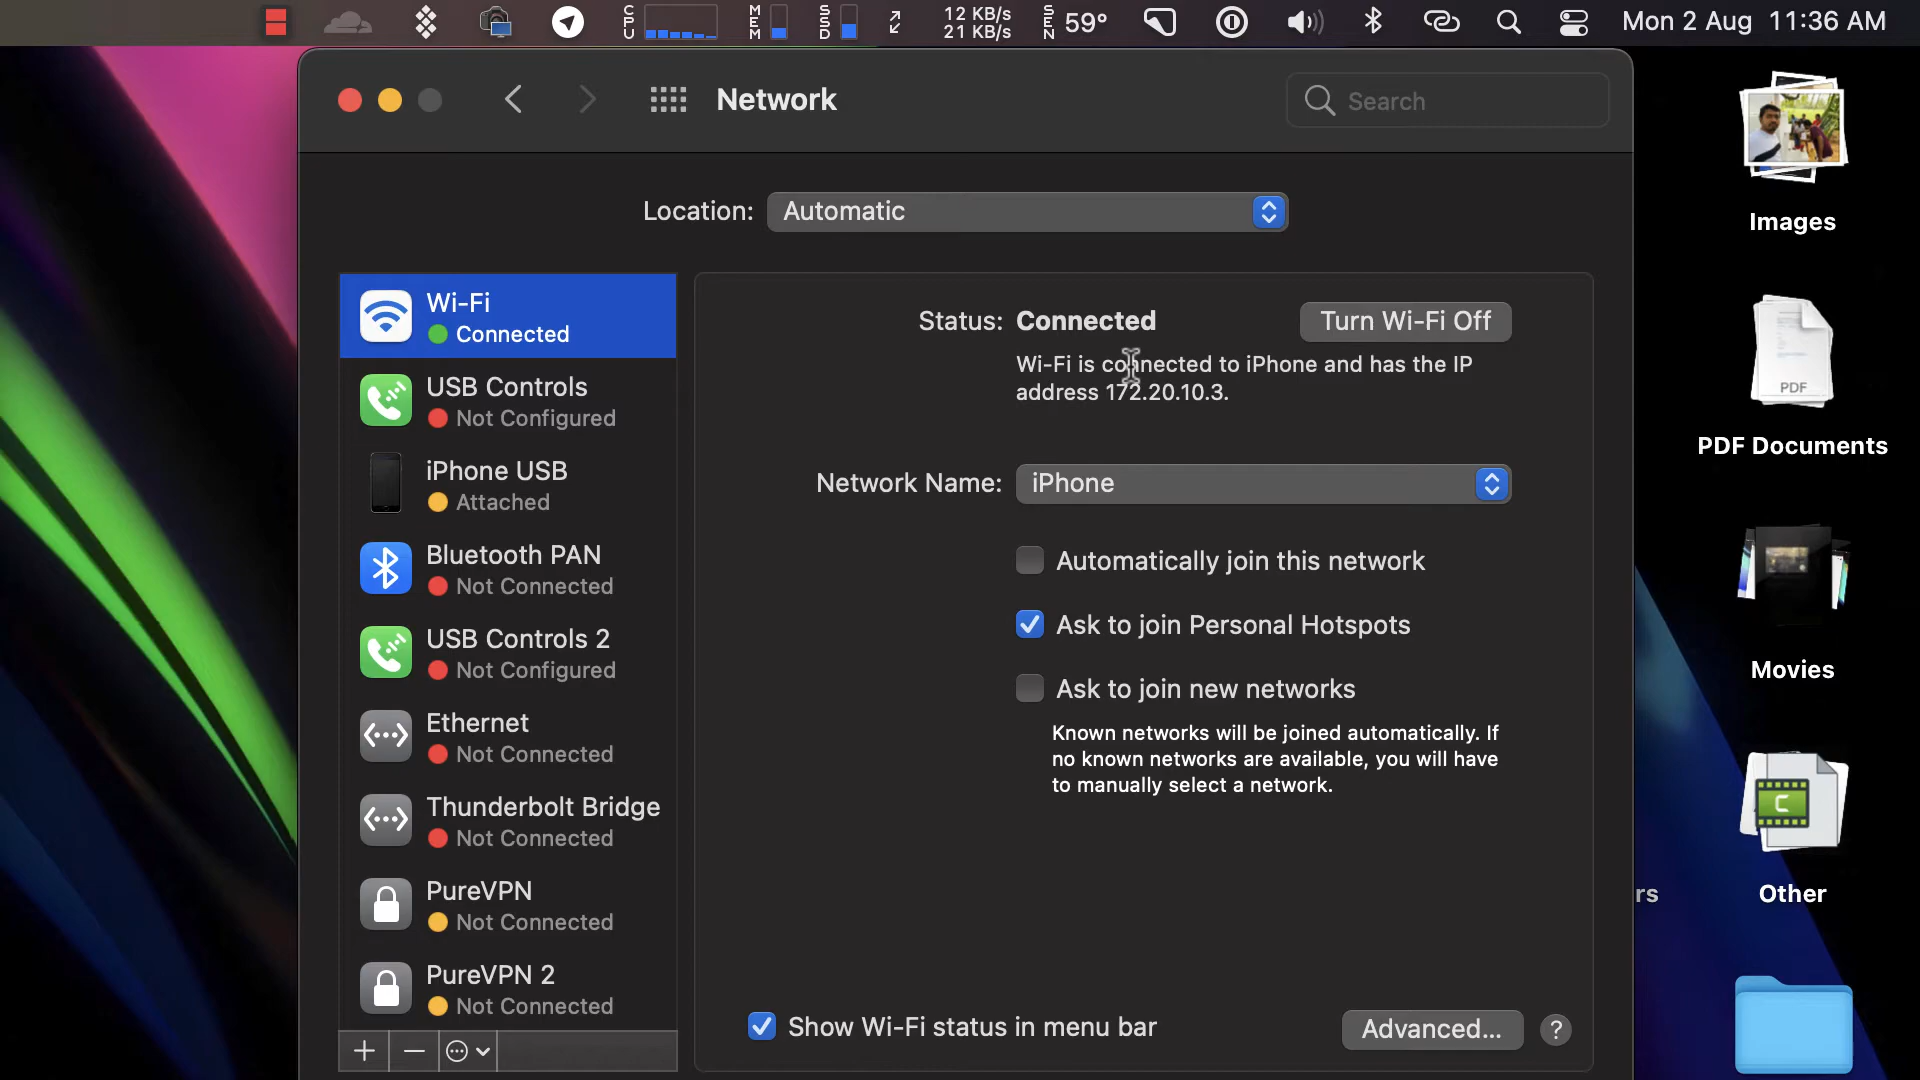 CPU MEM SSD 12 KB/s 21 KB/s SEN 59° Mon 2 Aug 11:36 AM
Network
Search
Location: Automatic
Wi-Fi
Connected
USB Controls
Not Configured
iPhone USB
Attached
Bluetooth PAN
Not Connected
USB Controls 2
Not Configured
Ethernet
Not Connected
Thunderbolt Bridge
Not Connected
PureVPN
Not Connected
PureVPN 2
Not Connected
Status: Connected
Turn Wi-Fi Off
Wi-Fi is connected to iPhone and has the IP
address 172.20.10.3.
Network Name: iPhone
Automatically join this network
Ask to join Personal Hotspots
Ask to join new networks
Known networks will be joined automatically. If
no known networks are available, you will have
to manually select a network.
Show Wi-Fi status in menu bar
Advanced...
?
Images
PDF
PDF Documents
Movies
C
rs
Other